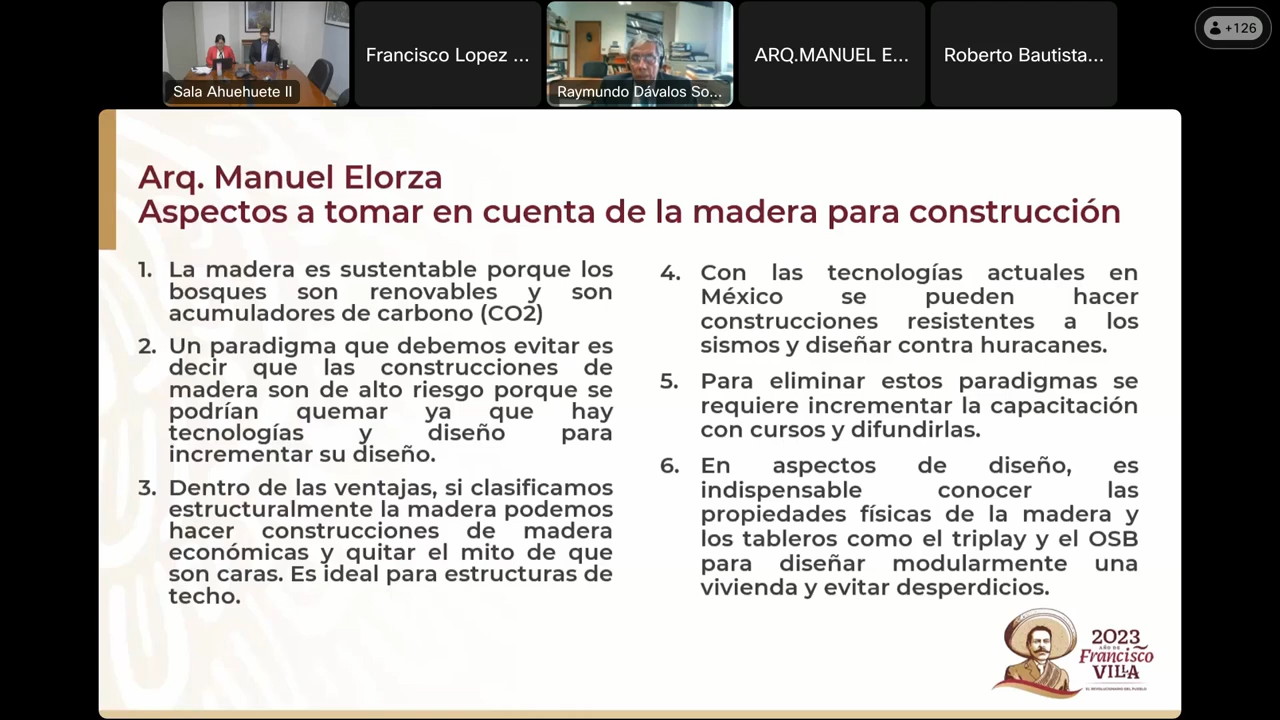 Sala Ahuehuete II
Francisco Lopez ...
Raymundo Dávalos So...
ARQ.MANUEL E...
Roberto Bautista...
+126
Arq. Manuel Elorza
Aspectos a tomar en cuenta de la madera para construcción
1. La madera es sustentable porque los
bosques son renovables y son
acumuladores de carbono (CO2)
2. Un paradigma que debemos evitar es
decir que las construcciones de
madera son de alto riesgo porque se
podrían quemar ya que hay
tecnologías y diseño para
incrementar su diseño.
3. Dentro de las ventajas, si clasificamos
estructuralmente la madera podemos
hacer construcciones de madera
económicas y quitar el mito de que
son caras. Es ideal para estructuras de
techo.
4. Con las tecnologías actuales en
México se pueden hacer
construcciones resistentes a los
sismos y diseñar contra huracanes.
5. Para eliminar estos paradigmas se
requiere incrementar la capacitación
con cursos y difundirlas.
6. En aspectos de diseño, es
indispensable conocer las
propiedades físicas de la madera y
los tableros como el triplay y el OSB
para diseñar modularmente una
vivienda y evitar desperdicios.
2023
AÑO DE
Francisco
VILLA
EL REVOLUCIONARIO DEL PUEBLO